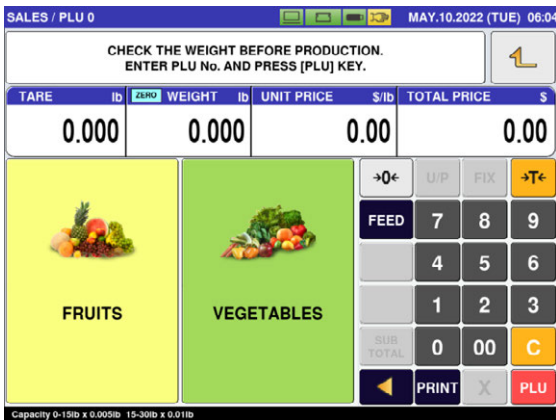 SALES / PLU 0 MAY.10.2022 (TUE) 06:04
CHECK THE WEIGHT BEFORE PRODUCTION.
ENTER PLU No. AND PRESS [PLU] KEY.
TARE lb ZERO WEIGHT lb UNIT PRICE $/lb TOTAL PRICE $
0.000 0.000 0.00 0.00
→0← U/P FIX →T←
FEED 7 8 9
4 5 6
FRUITS VEGETABLES 1 2 3
SUB TOTAL 0 00 C
PRINT X PLU
Capacity 0-15lb x 0.005lb 15-30lb x 0.01lb